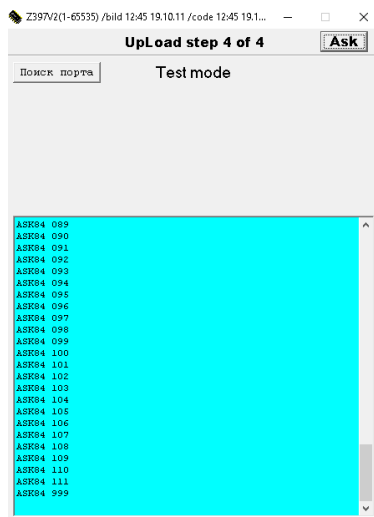 Z397V2(1-65535) /bild 12:45 19.10.11 /code 12:45 19.1...
UpLoad step 4 of 4
Ask
Поиск порта
Test mode
ASK84 089
ASK84 090
ASK84 091
ASK84 092
ASK84 093
ASK84 094
ASK84 095
ASK84 096
ASK84 097
ASK84 098
ASK84 099
ASK84 100
ASK84 101
ASK84 102
ASK84 103
ASK84 104
ASK84 105
ASK84 106
ASK84 107
ASK84 108
ASK84 109
ASK84 110
ASK84 111
ASK84 999